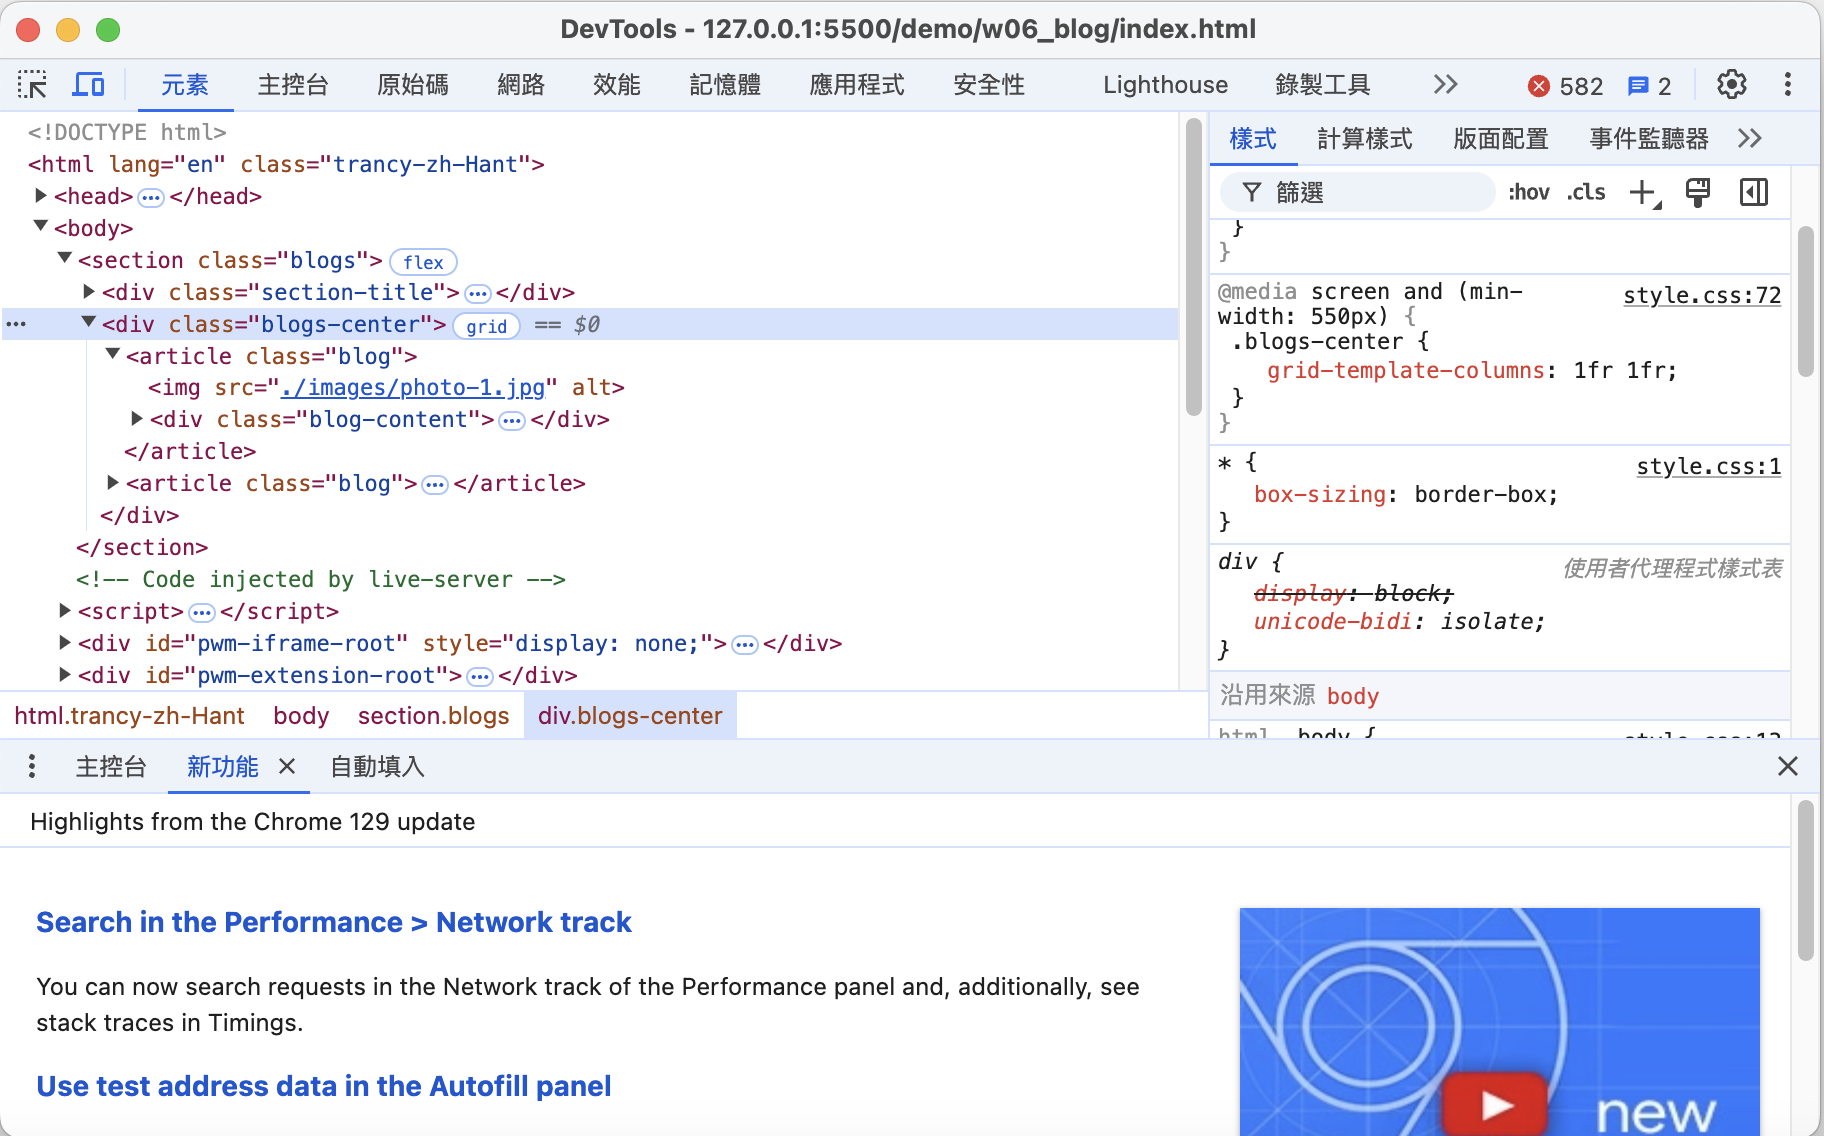 DevTools - 127.0.0.1:5500/demo/w06_blog/index.html
元素 主控台 原始碼 網路 效能 記憶體 應用程式 安全性 Lighthouse 錄製工具 582 2
<!DOCTYPE html>
<html lang="en" class="trancy-zh-Hant">
<head> ••• </head>
<body>
<section class="blogs"> flex
<div class="section-title"> ••• </div>
••• <div class="blogs-center"> grid == $0
<article class="blog">
<img src="./images/photo-1.jpg" alt>
<div class="blog-content"> ••• </div>
</article>
<article class="blog"> ••• </article>
</div>
</section>
<!-- Code injected by live-server -->
<script> ••• </script>
<div id="pwm-iframe-root" style="display: none;"> ••• </div>
<div id="pwm-extension-root"> ••• </div>
html.trancy-zh-Hant body section.blogs div.blogs-center
樣式 計算樣式 版面配置 事件監聽器
篩選 :hov .cls
}
}
@media screen and (min- style.css:72
width: 550px) {
.blogs-center {
grid-template-columns: 1fr 1fr;
}
}
* { style.css:1
box-sizing: border-box;
}
div { 使用者代理程式樣式表
display: block;
unicode-bidi: isolate;
}
沿用來源 body
html, body { style.css:12
主控台 新功能 自動填入
Highlights from the Chrome 129 update
Search in the Performance > Network track
You can now search requests in the Network track of the Performance panel and, additionally, see
stack traces in Timings.
Use test address data in the Autofill panel
new